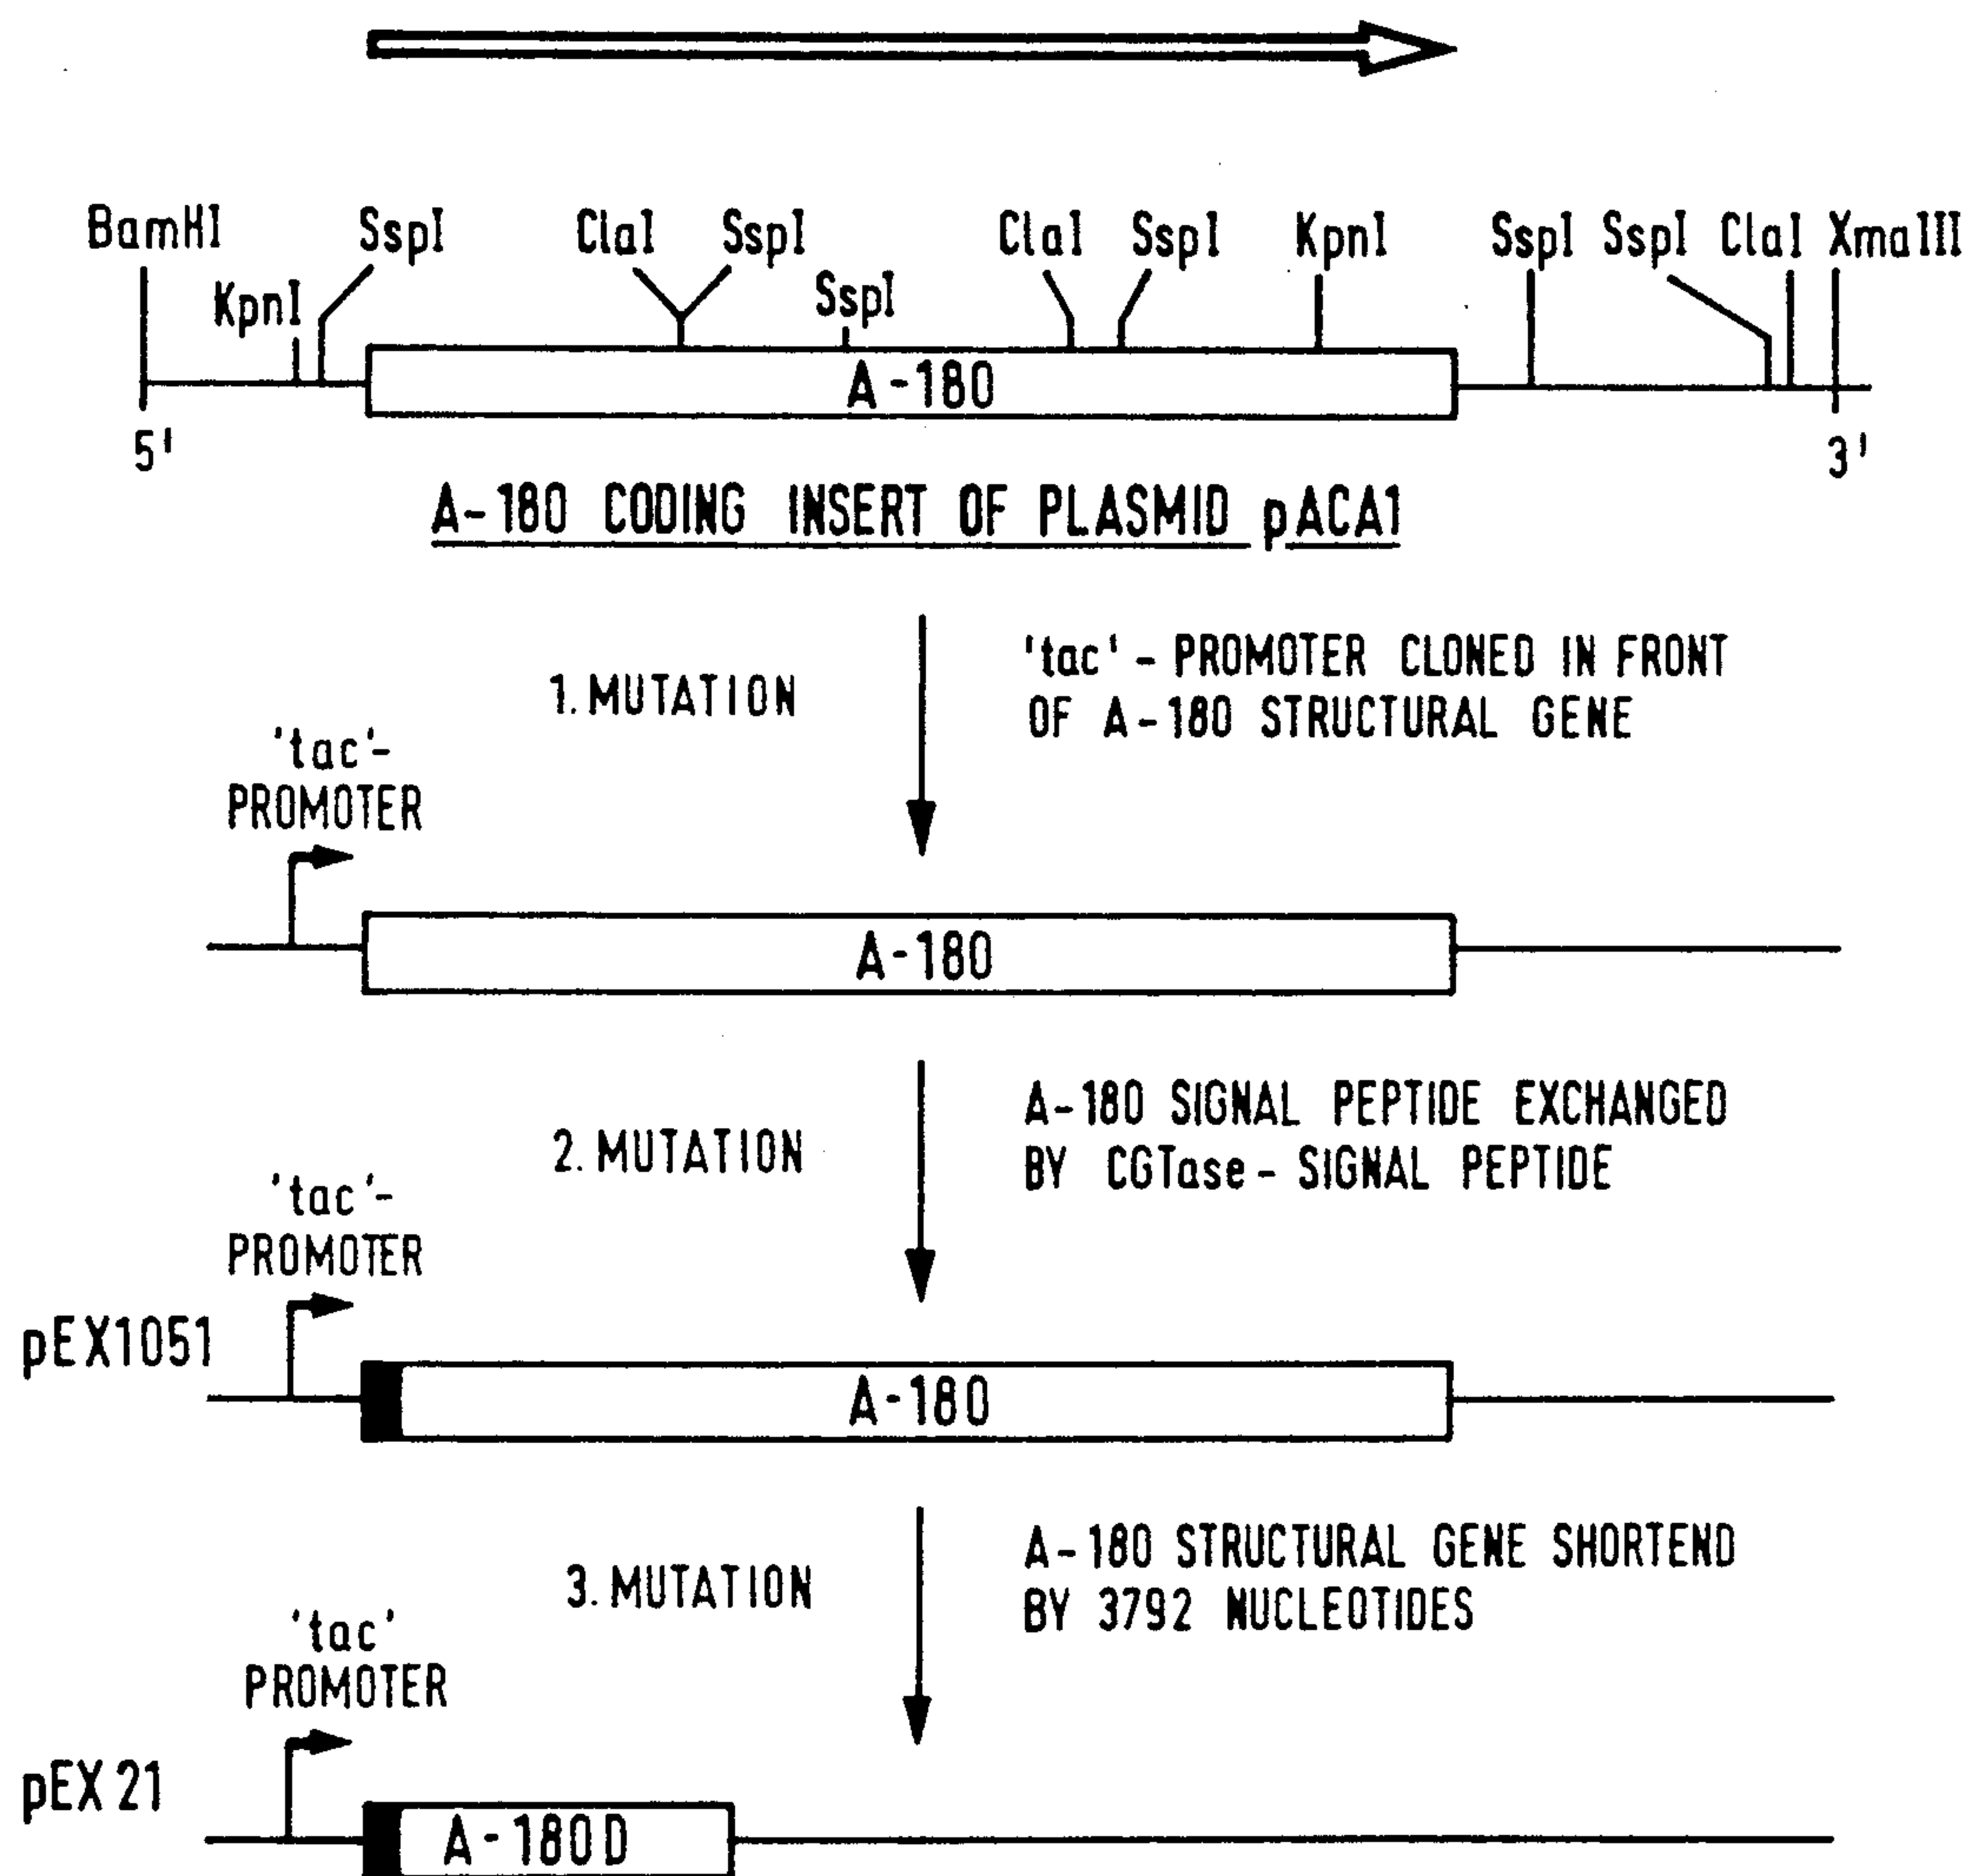 BamHI KpnI SspI ClaI SspI SspI ClaI SspI KpnI SspI SspI ClaI XmaIII
A-180
5' 3'
A-180 CODING INSERT OF PLASMID pACA1
1. MUTATION
'tac' - PROMOTER CLONED IN FRONT
OF A-180 STRUCTURAL GENE
'tac'-
PROMOTER
A-180
2. MUTATION
A-180 SIGNAL PEPTIDE EXCHANGED
BY CGTase - SIGNAL PEPTIDE
'tac'-
PROMOTER
pEX1051
A-180
3. MUTATION
A-180 STRUCTURAL GENE SHORTEND
BY 3792 NUCLEOTIDES
'tac'
PROMOTER
pEX 21
A-180D